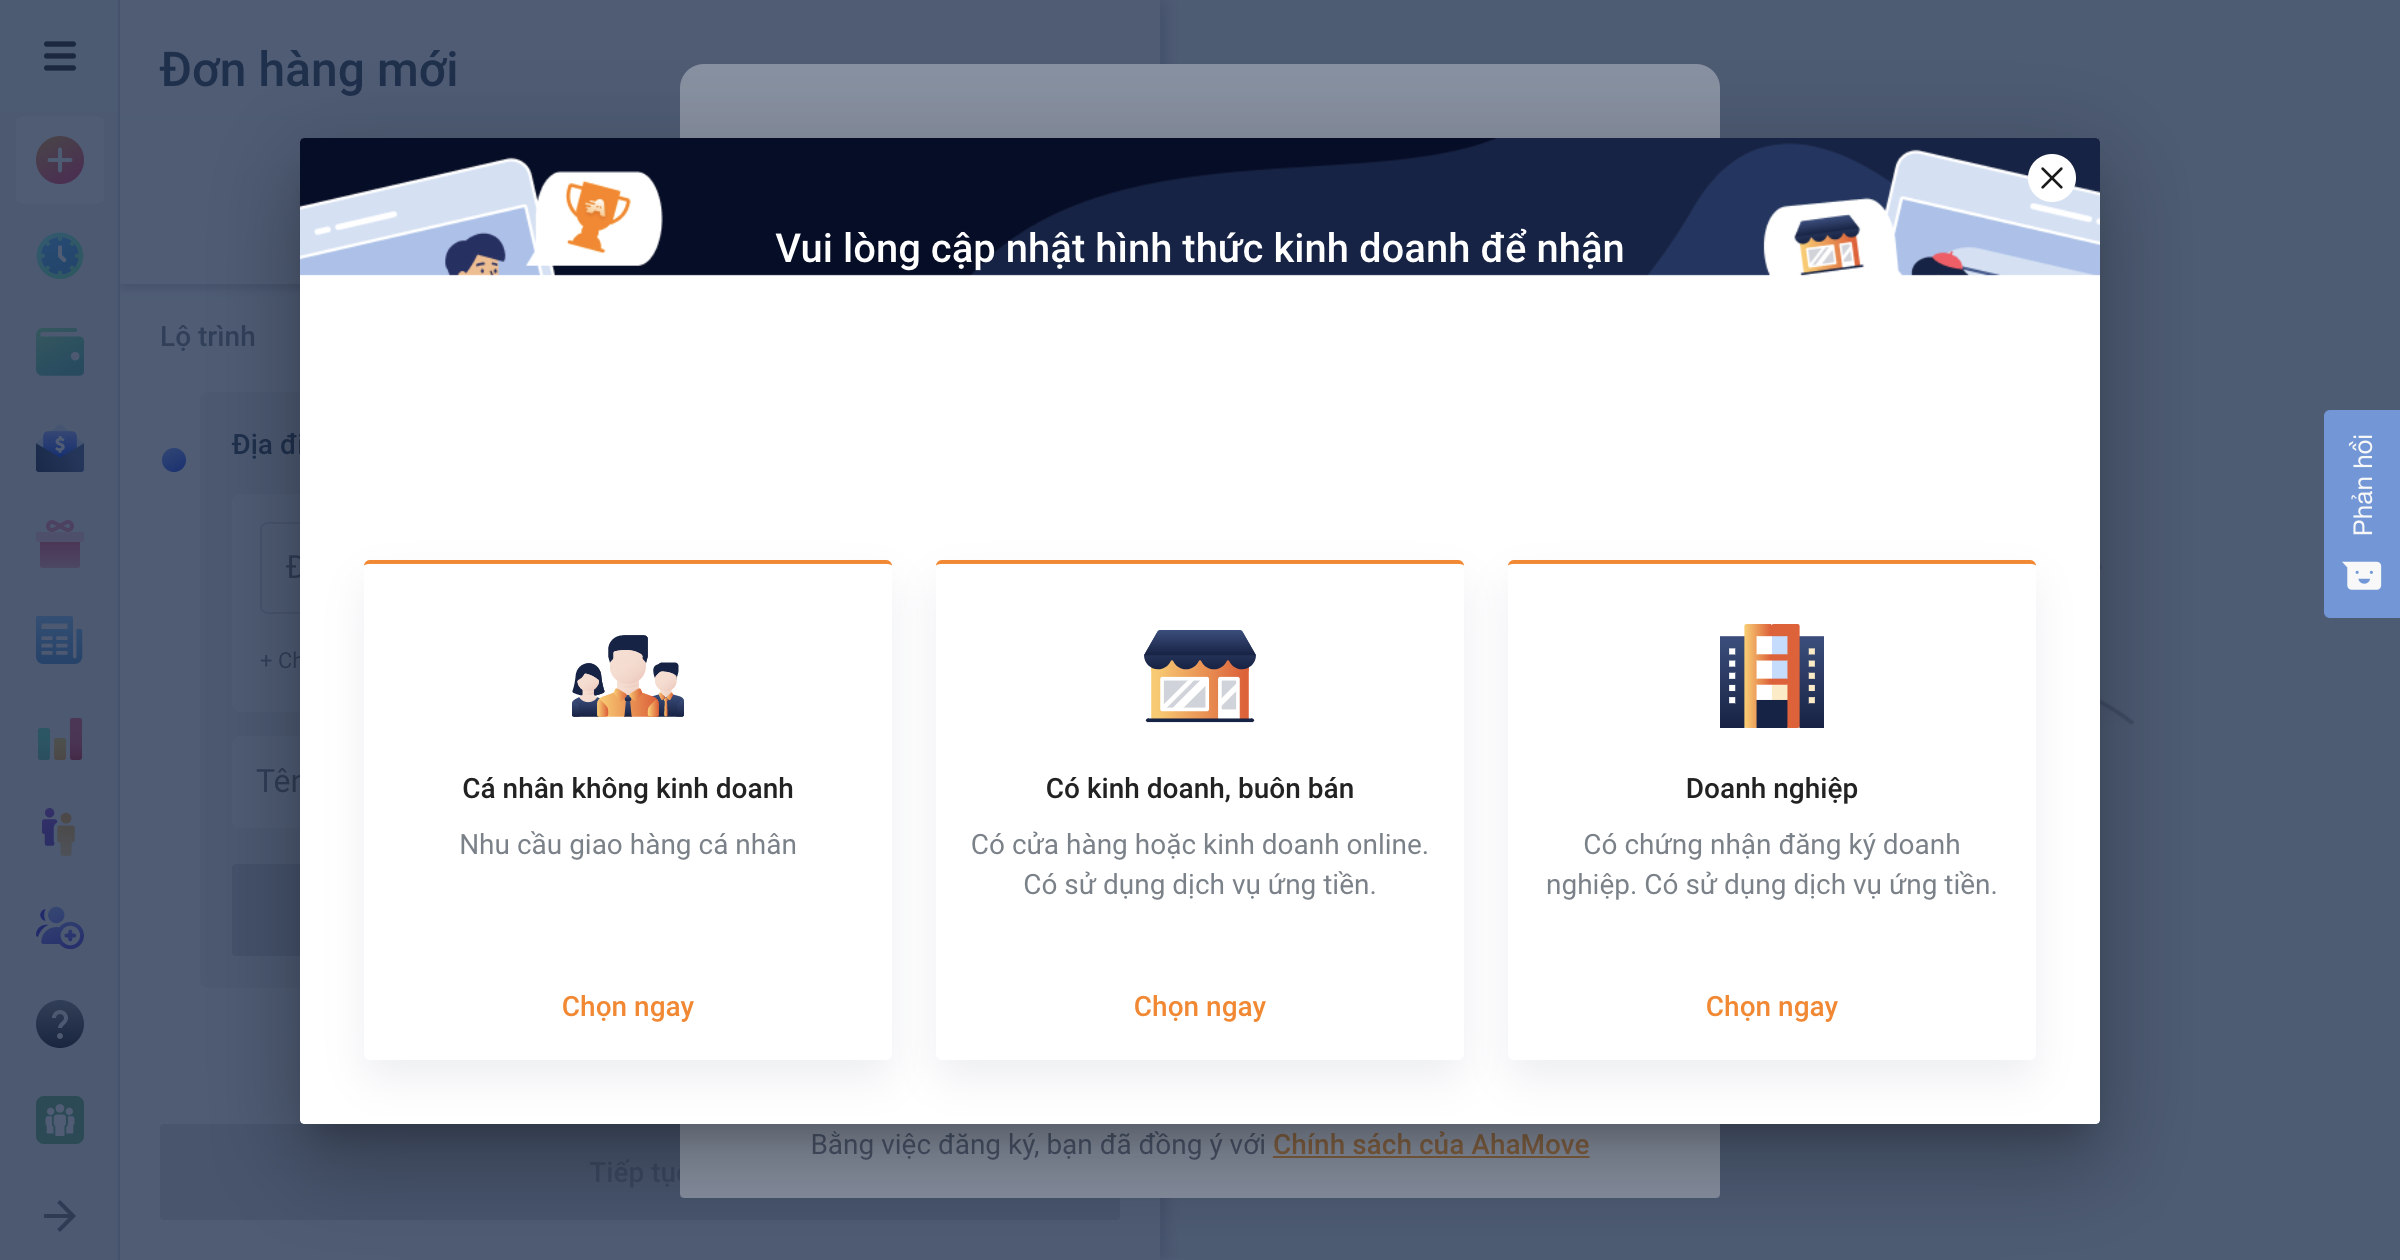 Đơn hàng mới
Vui lòng cập nhật hình thức kinh doanh để nhận
Lộ trình
Địa
+
Cá nhân không kinh doanh
Nhu cầu giao hàng cá nhân
Chọn ngay
Có kinh doanh, buôn bán
Có cửa hàng hoặc kinh doanh online.
Có sử dụng dịch vụ ứng tiền.
Chọn ngay
Doanh nghiệp
Có chứng nhận đăng ký doanh
nghiệp. Có sử dụng dịch vụ ứng tiền.
Chọn ngay
Bằng việc đăng ký, bạn đã đồng ý với Chính sách của AhaMove
Tiếp
Phản hồi